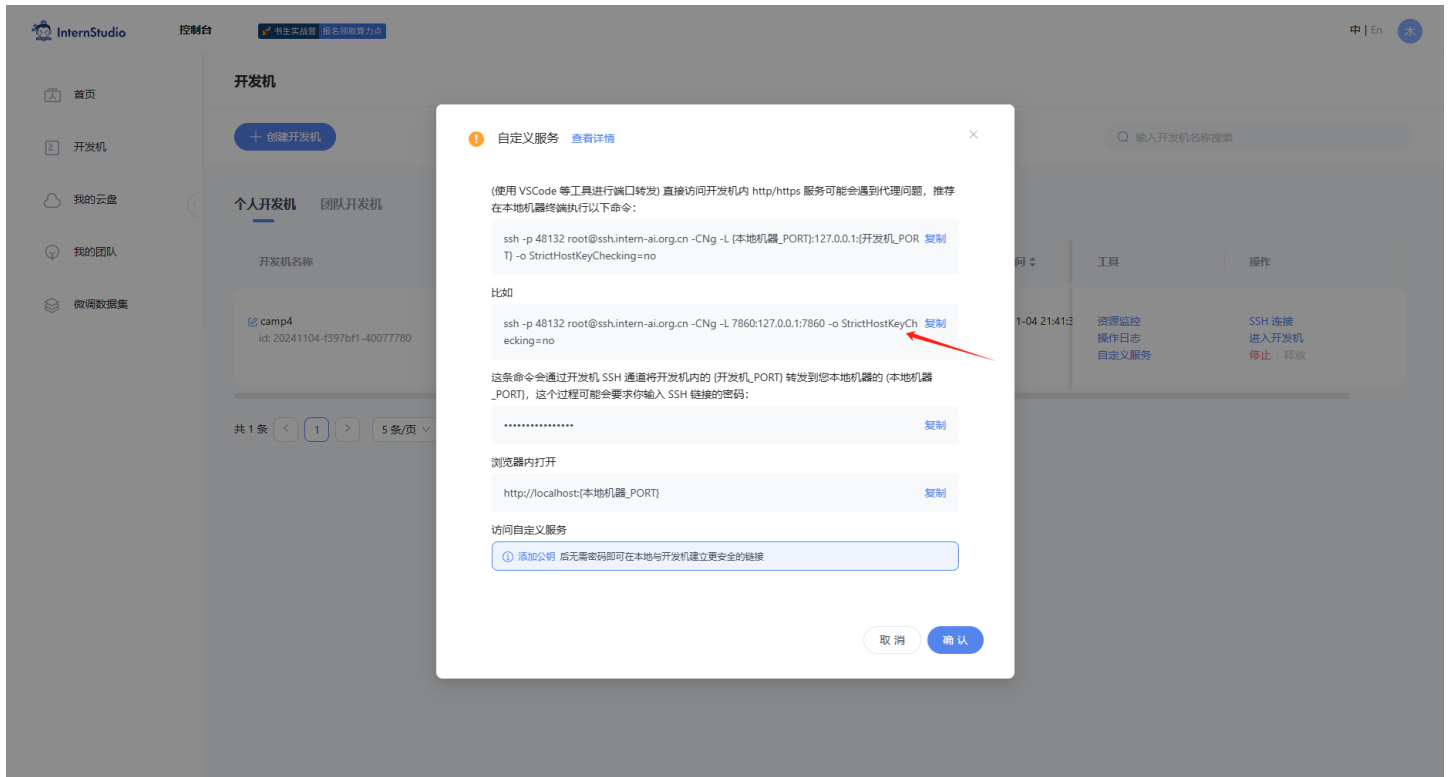 InternStudio
控制台
书生实战营 报名领取算力点
中 | En
木
首页
开发机
我的云盘
我的团队
微调数据集
开发机
+ 创建开发机
输入开发机名称搜索
个人开发机 团队开发机
开发机名称
间
工具
操作
camp4
id: 20241104-f397bf1-40077780
1-04 21:41:3
资源监控
操作日志
自定义服务
SSH 连接
进入开发机
停止 释放
共 1 条 < 1 > 5 条/页
自定义服务 查看详情
(使用 VSCode 等工具进行端口转发) 直接访问开发机内 http/https 服务可能会遇到代理问题，推荐
在本地机器终端执行以下命令：
ssh -p 48132 root@ssh.intern-ai.org.cn -CNg -L {本地机器_PORT}:127.0.0.1:{开发机_POR 复制
T} -o StrictHostKeyChecking=no
比如
ssh -p 48132 root@ssh.intern-ai.org.cn -CNg -L 7860:127.0.0.1:7860 -o StrictHostKeyCh 复制
ecking=no
这条命令会通过开发机 SSH 通道将开发机内的 {开发机_PORT} 转发到您本地机器的 {本地机器
_PORT}，这个过程可能会要求你输入 SSH 链接的密码：
•••••••••••••••• 复制
浏览器内打开
http://localhost:{本地机器_PORT} 复制
访问自定义服务
添加公钥 后无需密码即可在本地与开发机建立更安全的链接
取 消
确 认